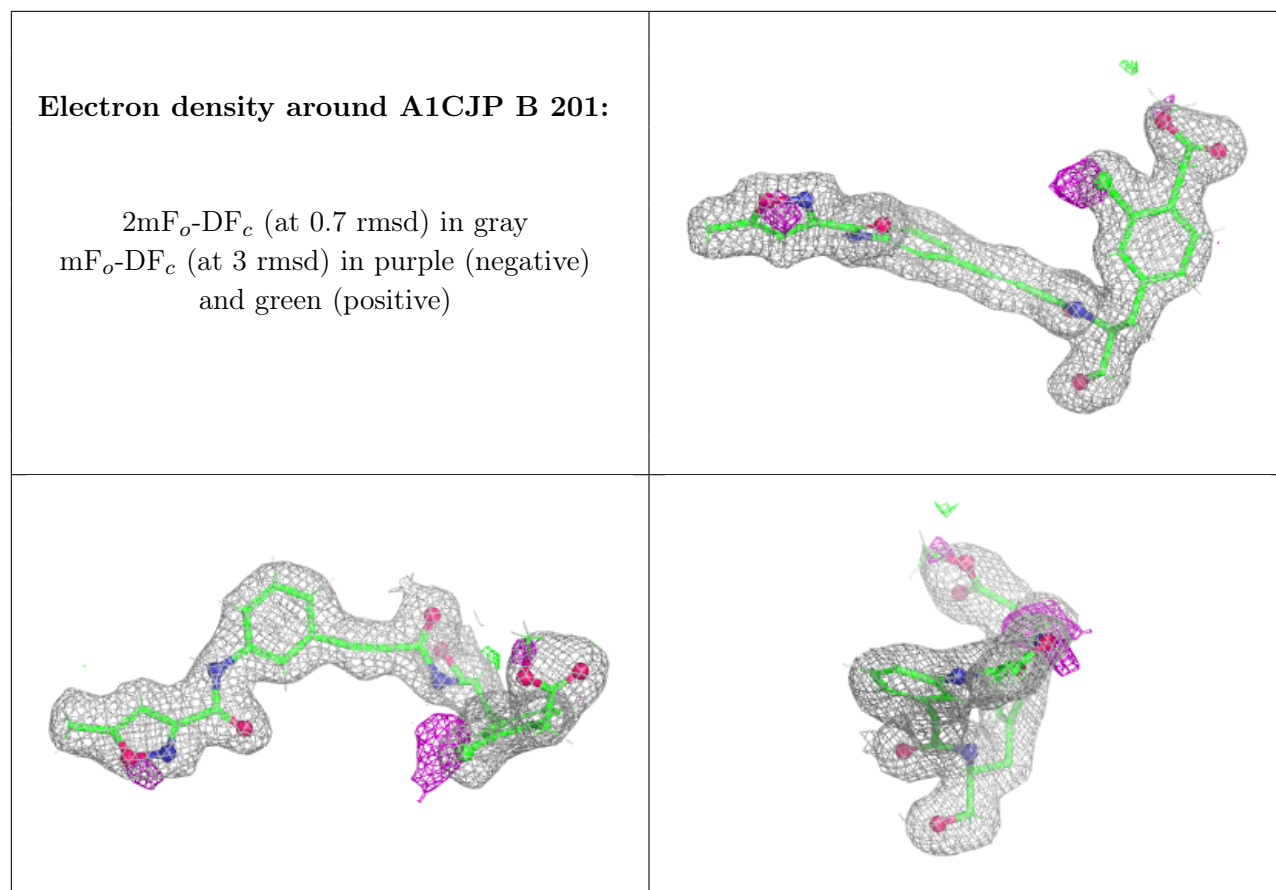 Electron density around A1CJP B 201:
2mFo-DFc (at 0.7 rmsd) in gray
mFo-DFc (at 3 rmsd) in purple (negative)
and green (positive)